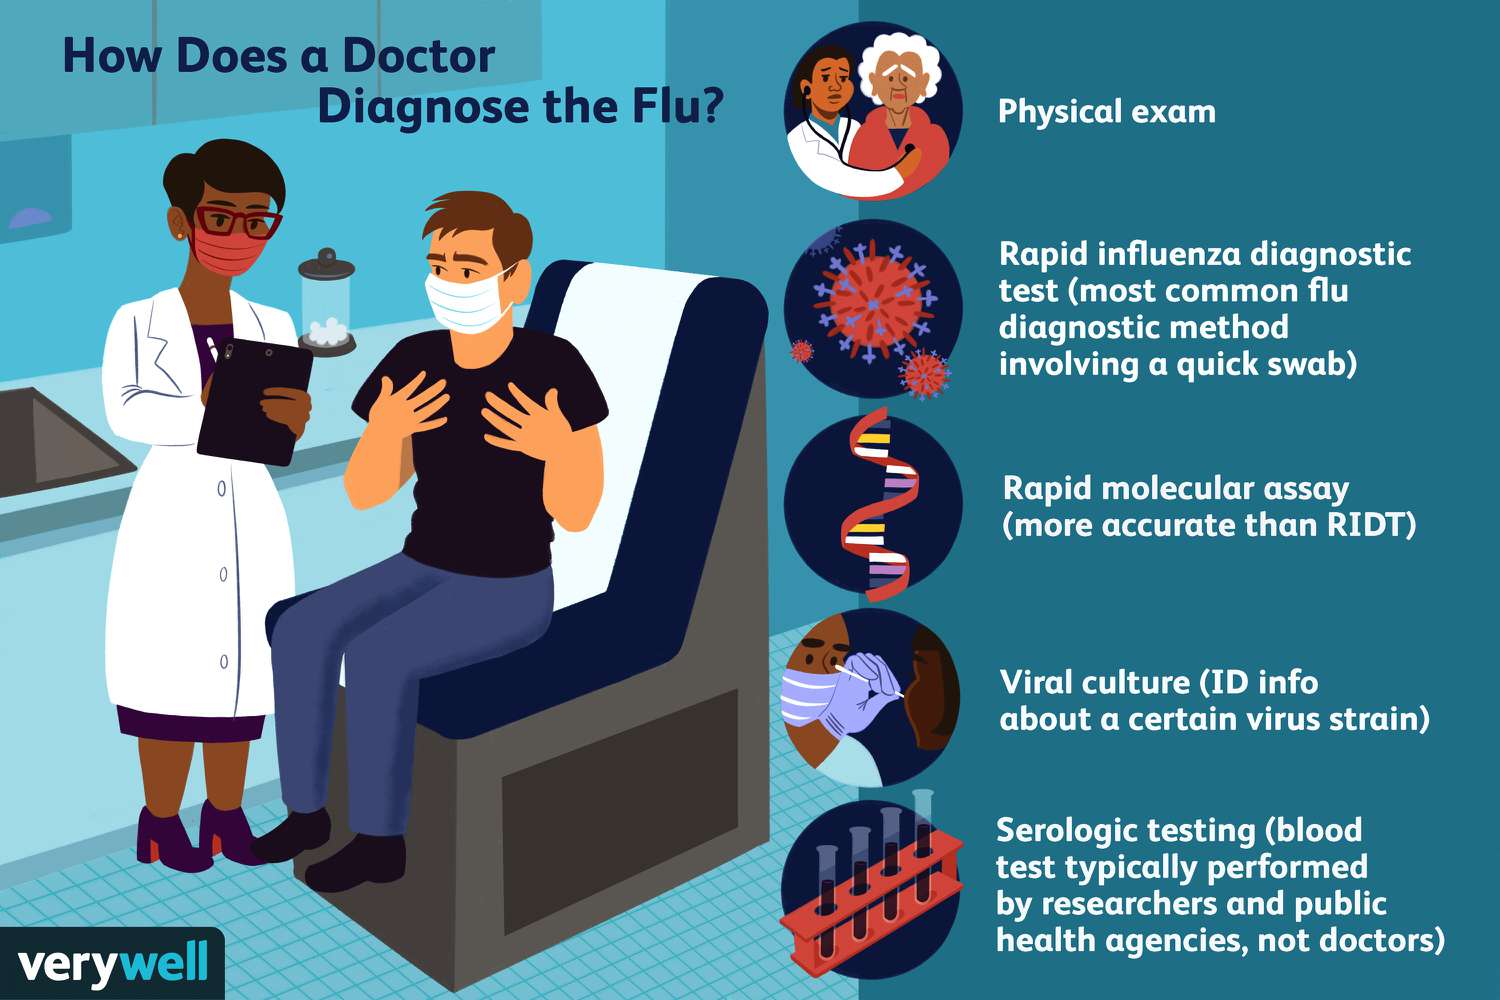 How Does a Doctor
Diagnose the Flu?
Physical exam
Rapid influenza diagnostic
test (most common flu
diagnostic method
involving a quick swab)
Rapid molecular assay
(more accurate than RIDT)
Viral culture (ID info
about a certain virus strain)
Serologic testing (blood
test typically performed
by researchers and public
health agencies, not doctors)
verywell